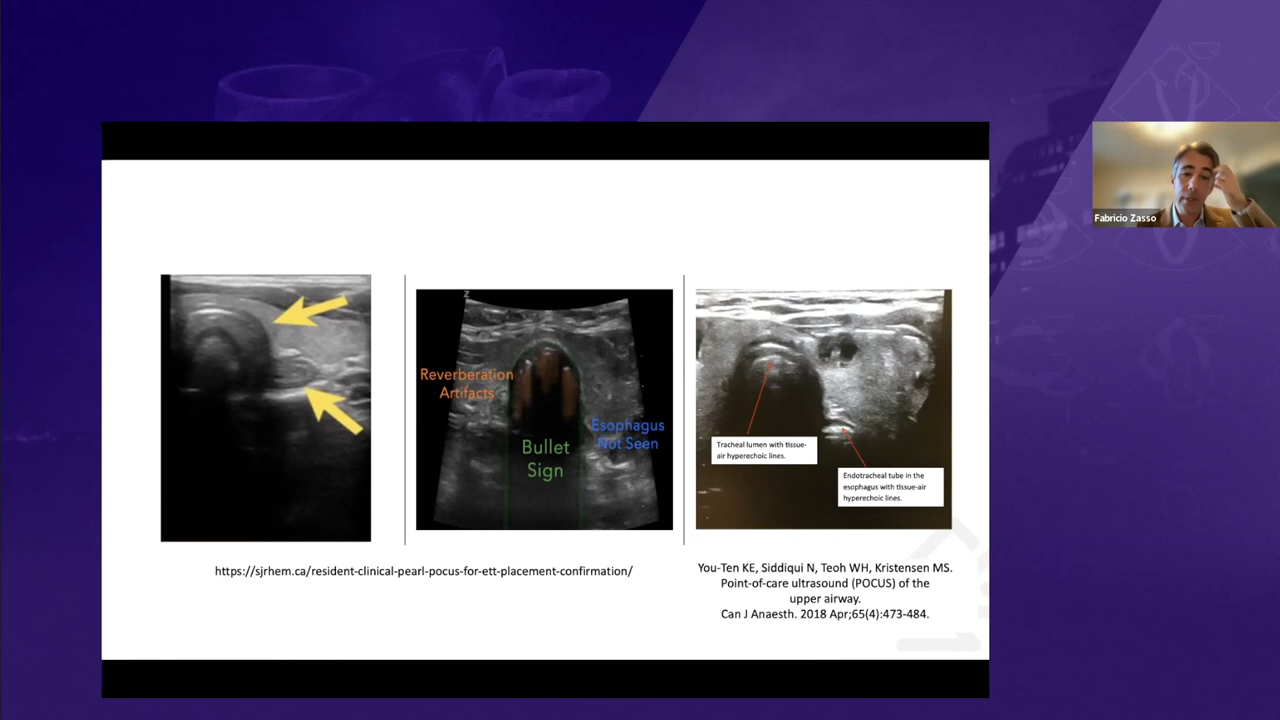 Fabricio Zasso
Z
Reverberation
Artifacts
Bullet
Sign
Esophagus
Not Seen
Tracheal lumen with tissue-
air hyperechoic lines.
Endotracheal tube in the
esophagus with tissue-air
hyperechoic lines.
https://sjrhem.ca/resident-clinical-pearl-pocus-for-ett-placement-confirmation/
You-Ten KE, Siddiqui N, Teoh WH, Kristensen MS.
Point-of-care ultrasound (POCUS) of the
upper airway.
Can J Anaesth. 2018 Apr;65(4):473-484.